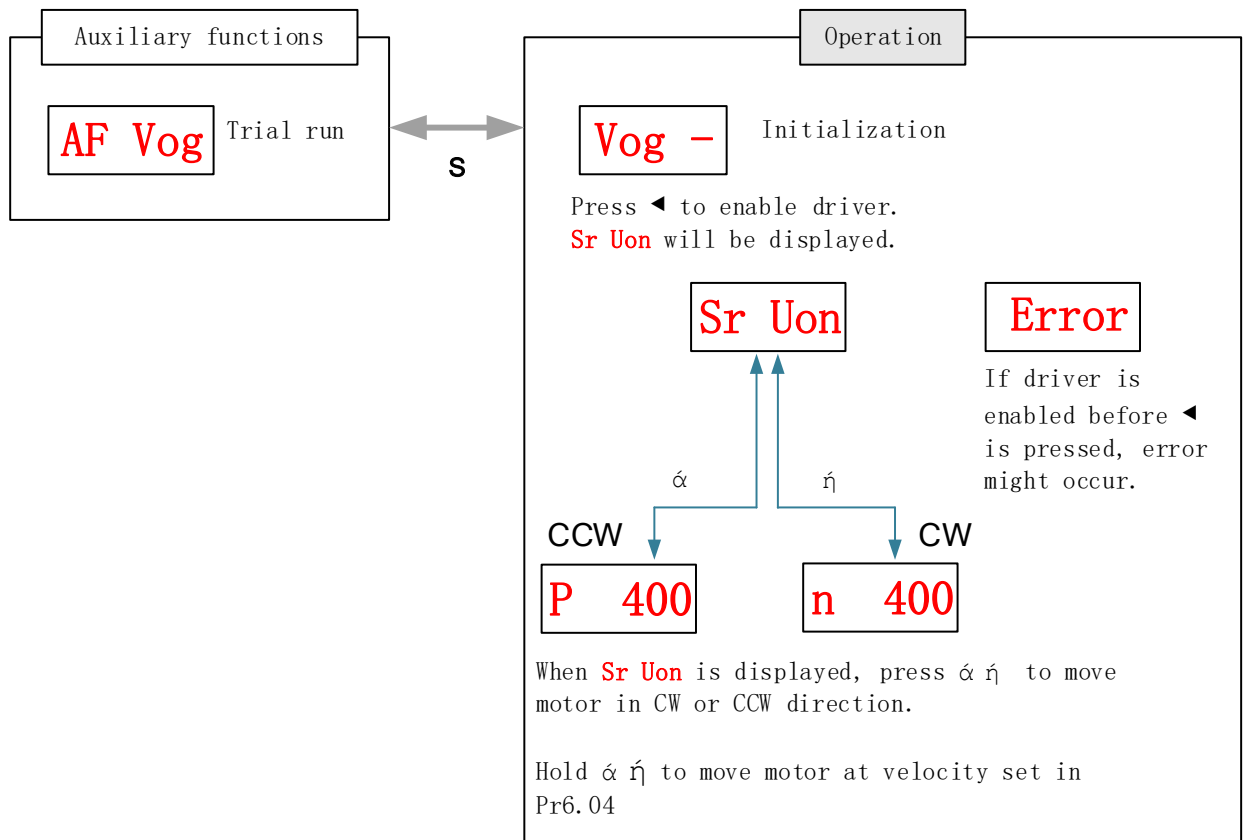 Auxiliary functions
AF Vog
Trial run
S
Operation
Vog -
Initialization
Press ◄ to enable driver.
Sr Uon will be displayed.
Sr Uon
Error
If driver is
enabled before ◄
is pressed, error
might occur.
ά
ή
CCW
CW
P 400
n 400
When Sr Uon is displayed, press ά ή to move
motor in CW or CCW direction.
Hold ά ή to move motor at velocity set in
Pr6.04